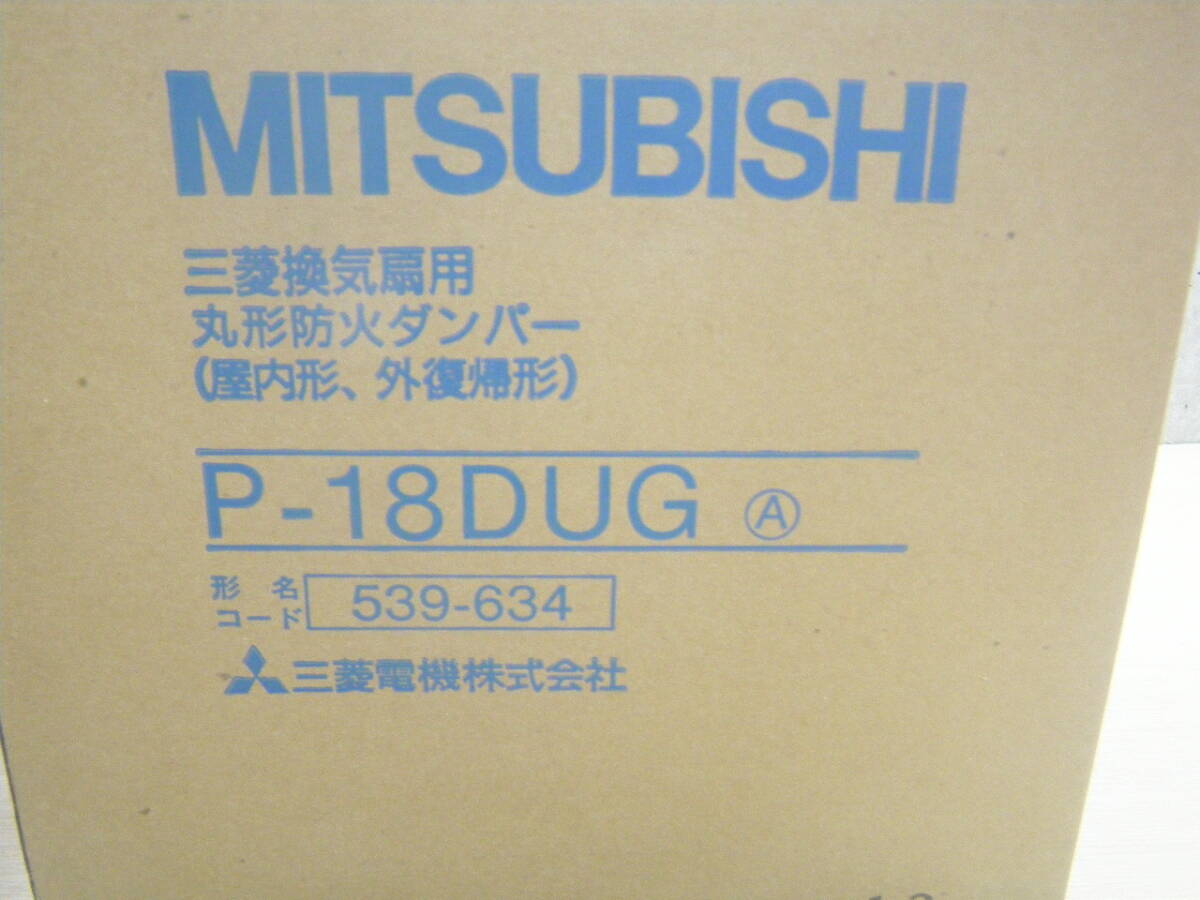 MITSUBISHI
三菱換気扇用
丸形防火ダンパー
(屋内形、外復帰形)
P-18DUG Ⓐ
形名
コード 539-634
三菱電機株式会社